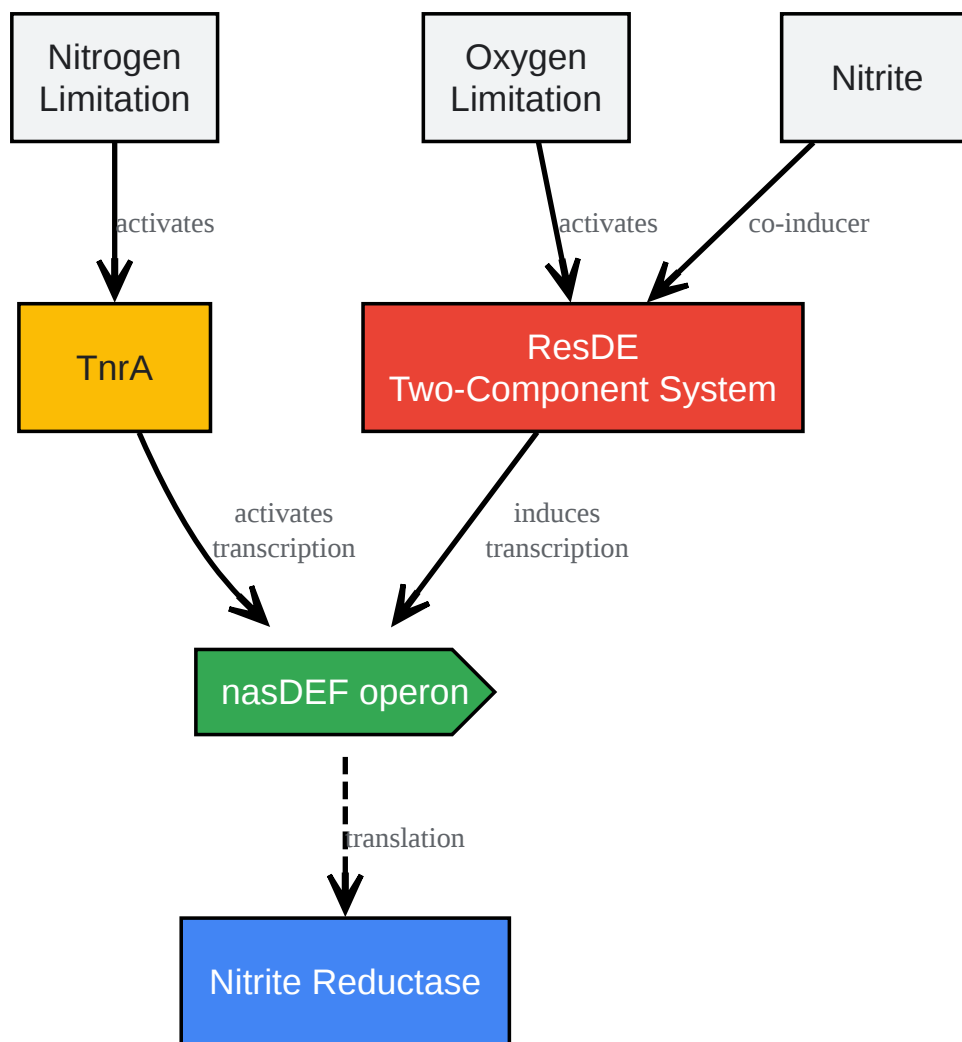 Nitrogen
Limitation
Oxygen
Limitation
Nitrite
activates
activates
co-inducer
TnrA
ResDE
Two-Component System
activates
transcription
induces
transcription
nasDEF operon
translation
Nitrite Reductase